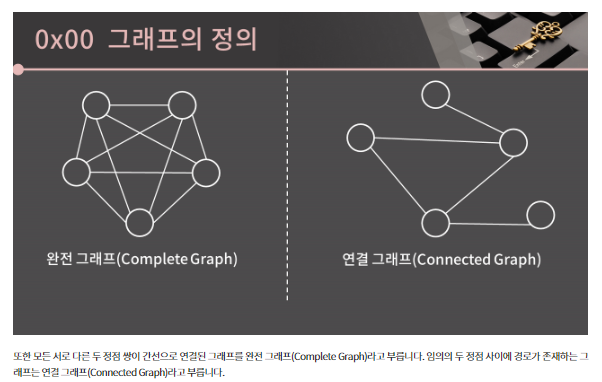 0x00 그래프의 정의
완전 그래프(Complete Graph)
연결 그래프(Connected Graph)
또한 모든 서로 다른 두 정점 쌍이 간선으로 연결된 그래프를 완전 그래프(Complete Graph)라고 부릅니다. 임의의 두 정점 사이에 경로가 존재하는 그
래프는 연결 그래프(Connected Graph)라고 부릅니다.